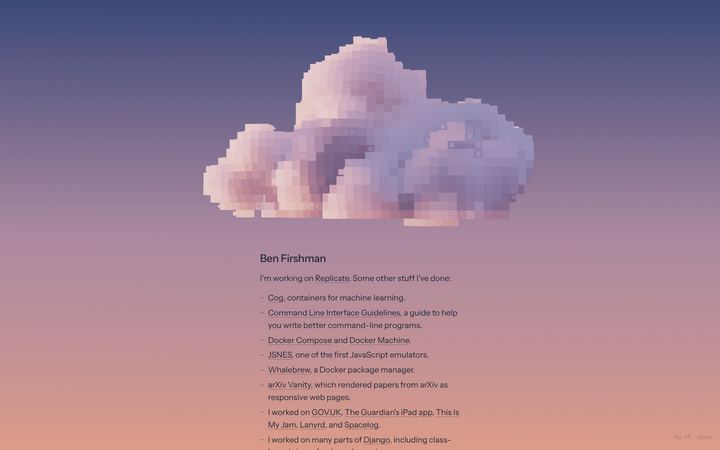 Ben Firshman
I'm working on Replicate. Some other stuff I've done:
- Cog, containers for machine learning.
- Command Line Interface Guidelines, a guide to help
you write better command-line programs.
- Docker Compose and Docker Machine.
- JSNES, one of the first JavaScript emulators.
- Whalebrew, a Docker package manager.
- arXiv Vanity, which rendered papers from arXiv as
responsive web pages.
- I worked on GOV.UK, The Guardian's iPad app, This Is
My Jam, Lanyrd, and Spacelog.
- I worked on many parts of Django, including class-